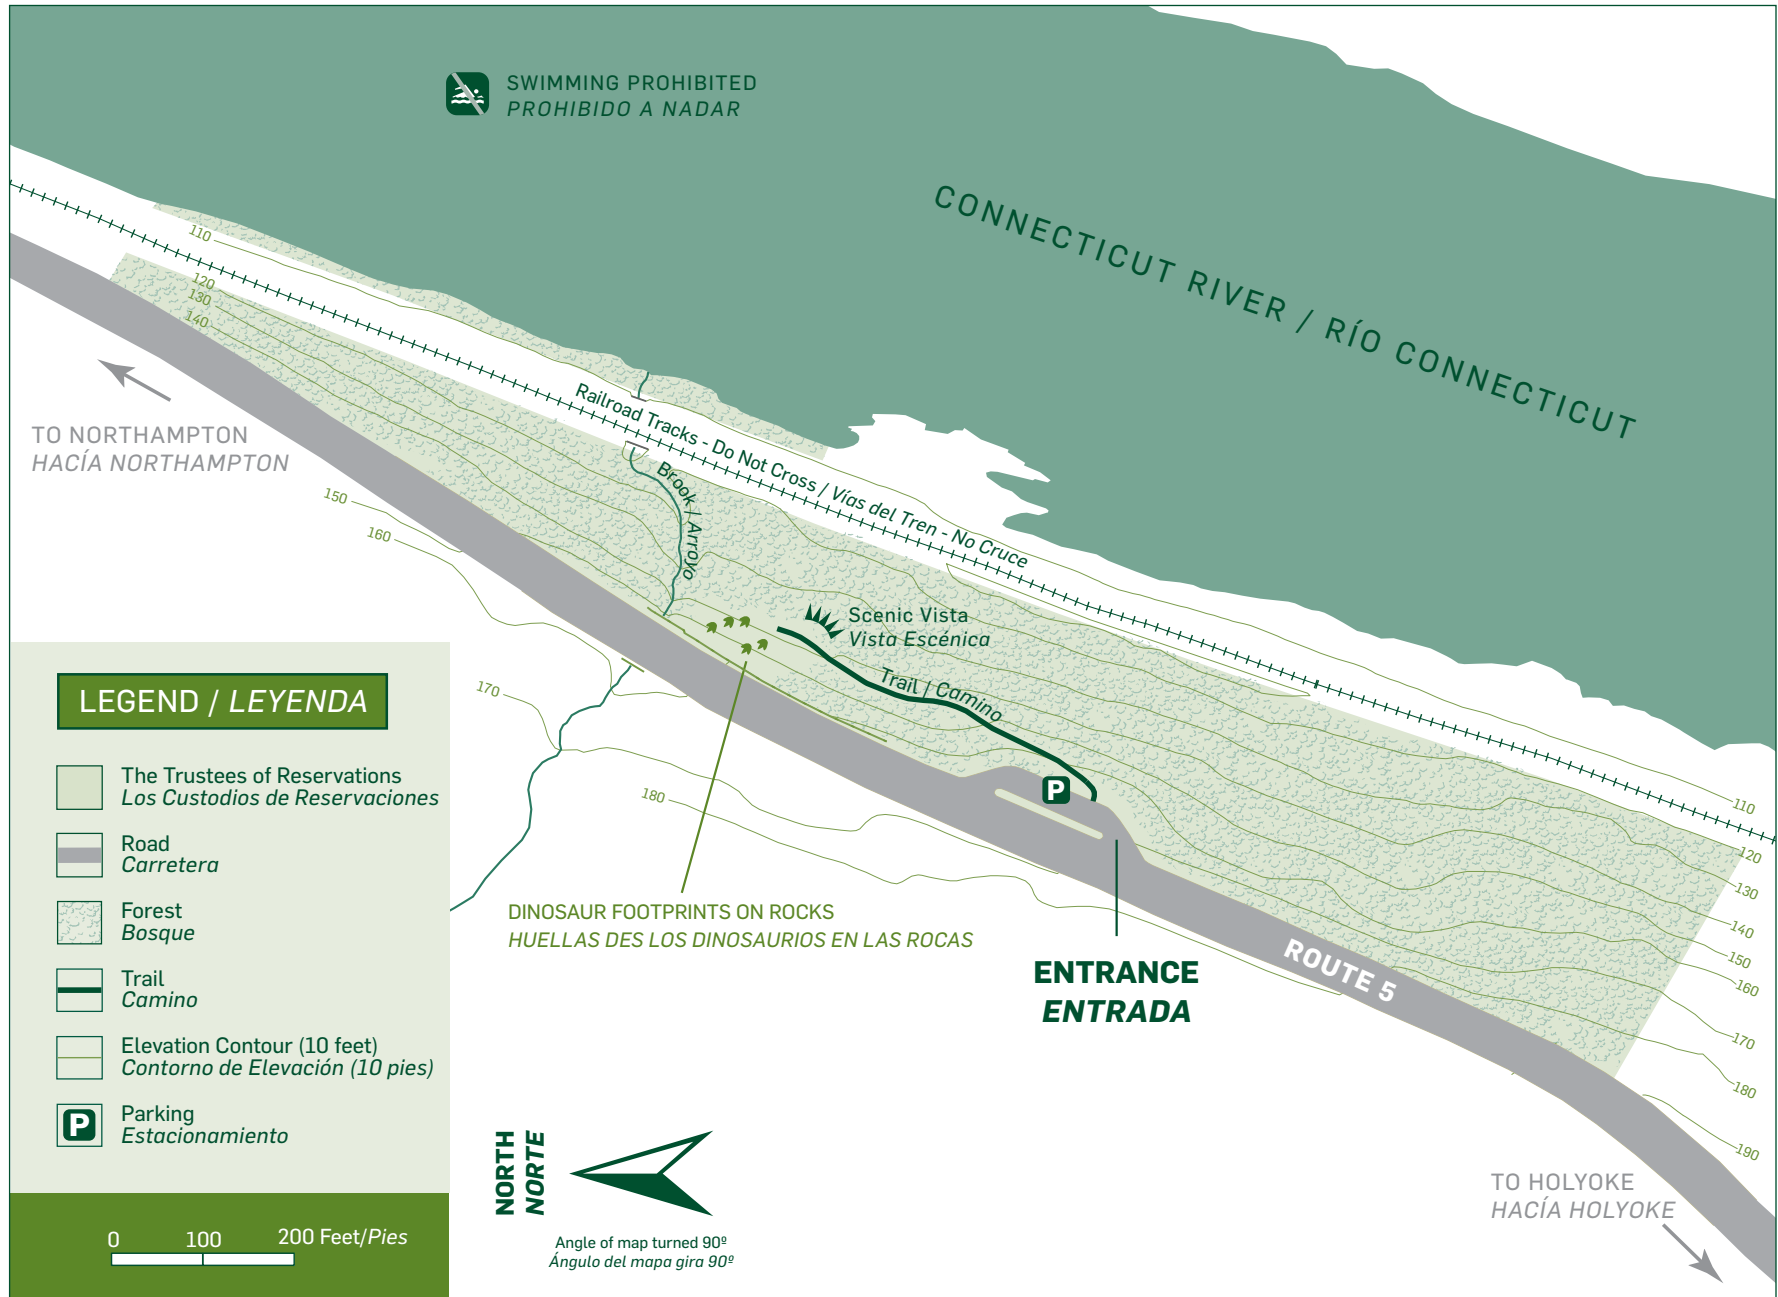 SWIMMING PROHIBITED
PROHIBIDO A NADAR
CONNECTICUT RIVER / RÍO CONNECTICUT
110
120
130
140
Railroad Tracks - Do Not Cross / Vías del Tren - No Cruce
TO NORTHAMPTON
HACÍA NORTHAMPTON
Brook / Arroyo
150
160
170
180
Scenic Vista
Vista Escénica
Trail / Camino
P
DINOSAUR FOOTPRINTS ON ROCKS
HUELLAS DES LOS DINOSAURIOS EN LAS ROCAS
ENTRANCE
ENTRADA
ROUTE 5
110
120
130
140
150
160
170
180
190
TO HOLYOKE
HACÍA HOLYOKE
LEGEND / LEYENDA
The Trustees of Reservations
Los Custodios de Reservaciones
Road
Carretera
Forest
Bosque
Trail
Camino
Elevation Contour (10 feet)
Contorno de Elevación (10 pies)
P
Parking
Estacionamiento
0 100 200 Feet/Pies
NORTH
NORTE
Angle of map turned 90º
Ángulo del mapa gira 90º